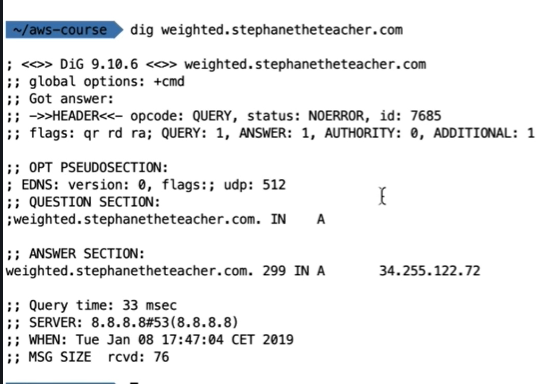 ~/aws-course dig weighted.stephanetheteacher.com
; <<>> DiG 9.10.6 <<>> weighted.stephanetheteacher.com
;; global options: +cmd
;; Got answer:
;; ->>HEADER<<- opcode: QUERY, status: NOERROR, id: 7685
;; flags: qr rd ra; QUERY: 1, ANSWER: 1, AUTHORITY: 0, ADDITIONAL: 1
;; OPT PSEUDOSECTION:
; EDNS: version: 0, flags:; udp: 512
;; QUESTION SECTION:
;weighted.stephanetheteacher.com. IN A
;; ANSWER SECTION:
weighted.stephanetheteacher.com. 299 IN A 34.255.122.72
;; Query time: 33 msec
;; SERVER: 8.8.8.8#53(8.8.8.8)
;; WHEN: Tue Jan 08 17:47:04 CET 2019
;; MSG SIZE rcvd: 76